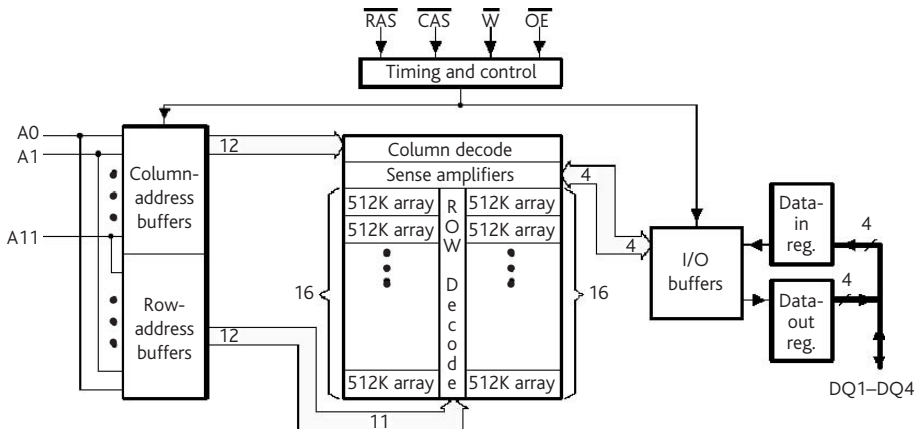 RAS CAS W OE
Timing and control
A0
A1
A11
Column-
address
buffers
Row-
address
buffers
12
12
11
Column decode
Sense amplifiers
512K array
512K array
512K array
512K array
512K array
512K array
ROW Decode
16
16
4
4
I/O
buffers
Data-
in
reg.
4
Data-
out
reg.
4
DQ1–DQ4